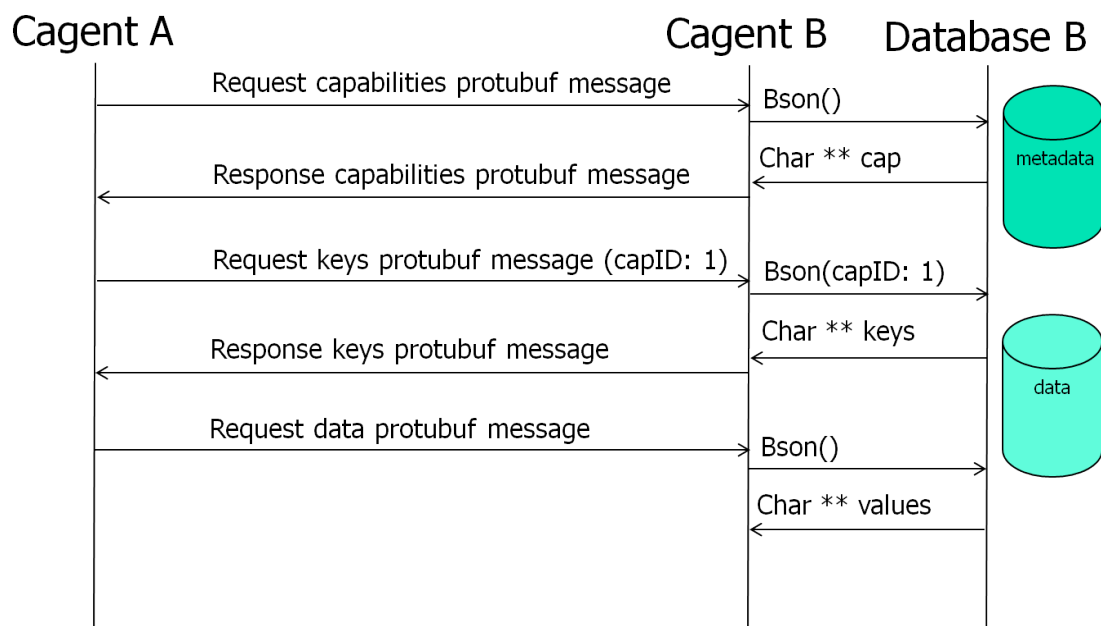 Cagent A
Cagent B
Database B
Request capabilities protubuf message
Bson()
Char ** cap
metadata
Response capabilities protubuf message
Request keys protubuf message (capID: 1)
Bson(capID: 1)
Char ** keys
Response keys protubuf message
data
Request data protubuf message
Bson()
Char ** values